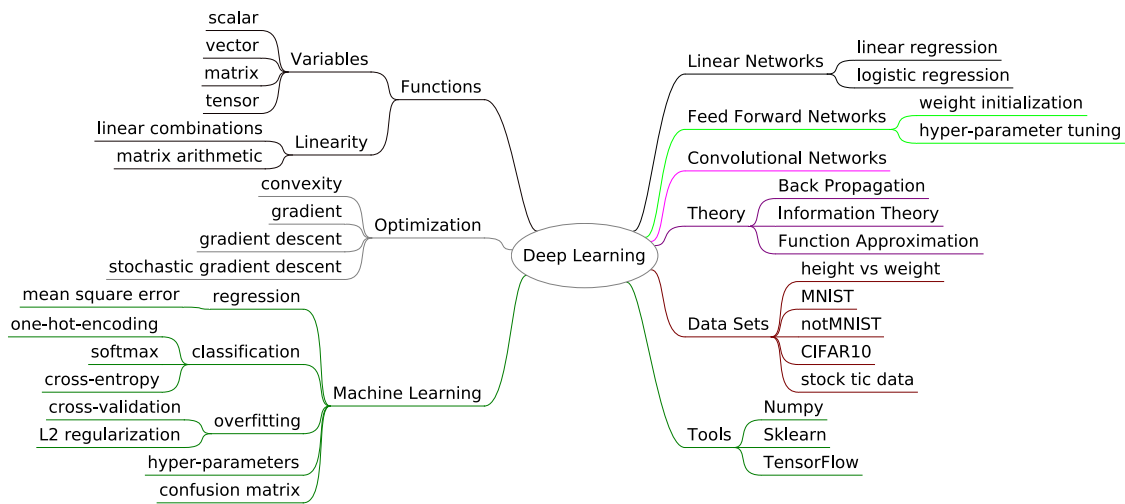 Deep Learning
Functions
Variables
scalar
vector
matrix
tensor
Linearity
linear combinations
matrix arithmetic
Optimization
convexity
gradient
gradient descent
stochastic gradient descent
Machine Learning
regression
mean square error
classification
one-hot-encoding
softmax
cross-entropy
overfitting
cross-validation
L2 regularization
hyper-parameters
confusion matrix
Linear Networks
linear regression
logistic regression
Feed Forward Networks
weight initialization
hyper-parameter tuning
Convolutional Networks
Theory
Back Propagation
Information Theory
Function Approximation
Data Sets
height vs weight
MNIST
notMNIST
CIFAR10
stock tic data
Tools
Numpy
Sklearn
TensorFlow